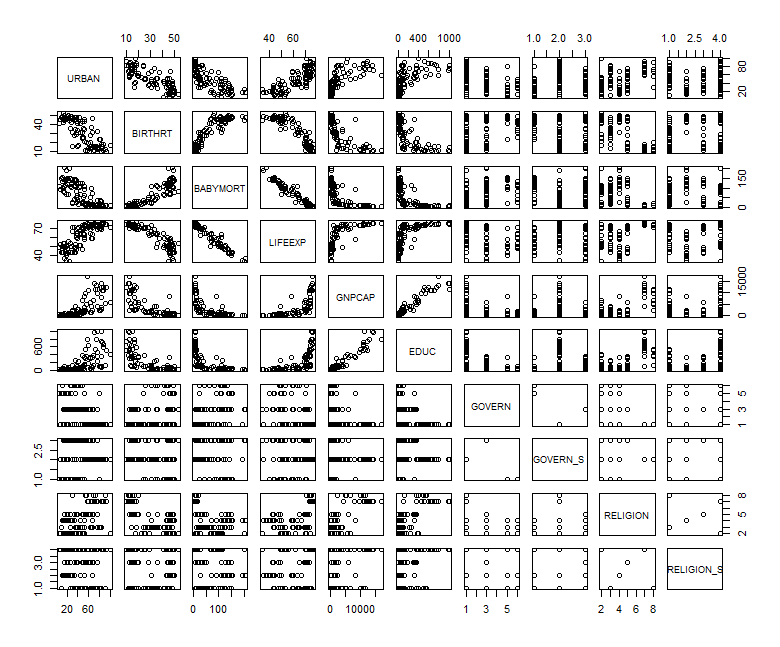 10 30 50 40 60 0 400 1000 1.0 2.0 3.0 1.0 2.5 4.0
URBAN 20 80
10 40 BIRTHRT
BABYMORT 0 150
40 70 LIFEEXP
GNPCAP 0 15000
0 600 EDUC
GOVERN 1 3 5
1.0 2.5 GOVERN_S
RELIGION 2 5 8
1.0 3.0 RELIGION_S
20 60 0 100 0 10000 1 3 5 2 4 6 8